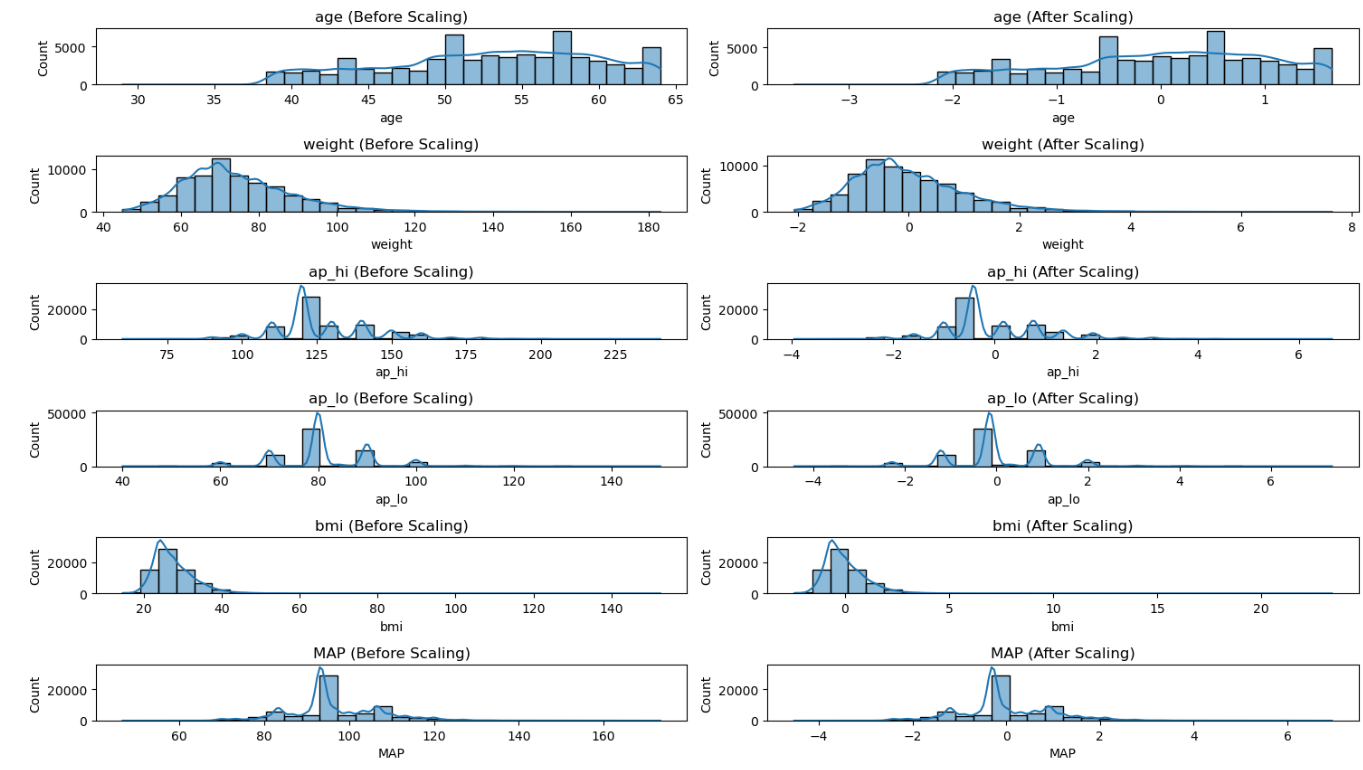 age (Before Scaling)
Count
5000
0
30 35 40 45 50 55 60 65
age
age (After Scaling)
Count
5000
0
−3 −2 −1 0 1
age
weight (Before Scaling)
Count
10000
0
40 60 80 100 120 140 160 180
weight
weight (After Scaling)
Count
10000
0
−2 0 2 4 6 8
weight
ap_hi (Before Scaling)
Count
20000
0
75 100 125 150 175 200 225
ap_hi
ap_hi (After Scaling)
Count
20000
0
−4 −2 0 2 4 6
ap_hi
ap_lo (Before Scaling)
Count
50000
0
40 60 80 100 120 140
ap_lo
ap_lo (After Scaling)
Count
50000
0
−4 −2 0 2 4 6
ap_lo
bmi (Before Scaling)
Count
20000
0
20 40 60 80 100 120 140
bmi
bmi (After Scaling)
Count
20000
0
0 5 10 15 20
bmi
MAP (Before Scaling)
Count
20000
0
60 80 100 120 140 160
MAP
MAP (After Scaling)
Count
20000
0
−4 −2 0 2 4 6
MAP